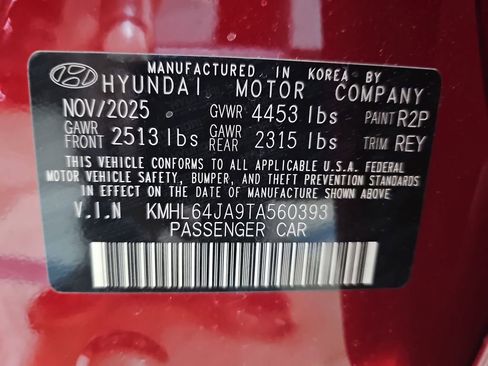 MANUFACTURED IN KOREA BY
HYUNDAI MOTOR COMPANY
NOV/2025 GVWR 4453 lbs PAINT R2P
GAWR FRONT 2513 lbs GAWR REAR 2315 lbs TRIM REY
THIS VEHICLE CONFORMS TO ALL APPLICABLE U.S.A. FEDERAL
MOTOR VEHICLE SAFETY, BUMPER, AND THEFT PREVENTION STANDARDS
IN EFFECT ON THE DATE OF MANUFACTURE SHOWN ABOVE.
V.I.N KMHL64JA9TA560393
PASSENGER CAR